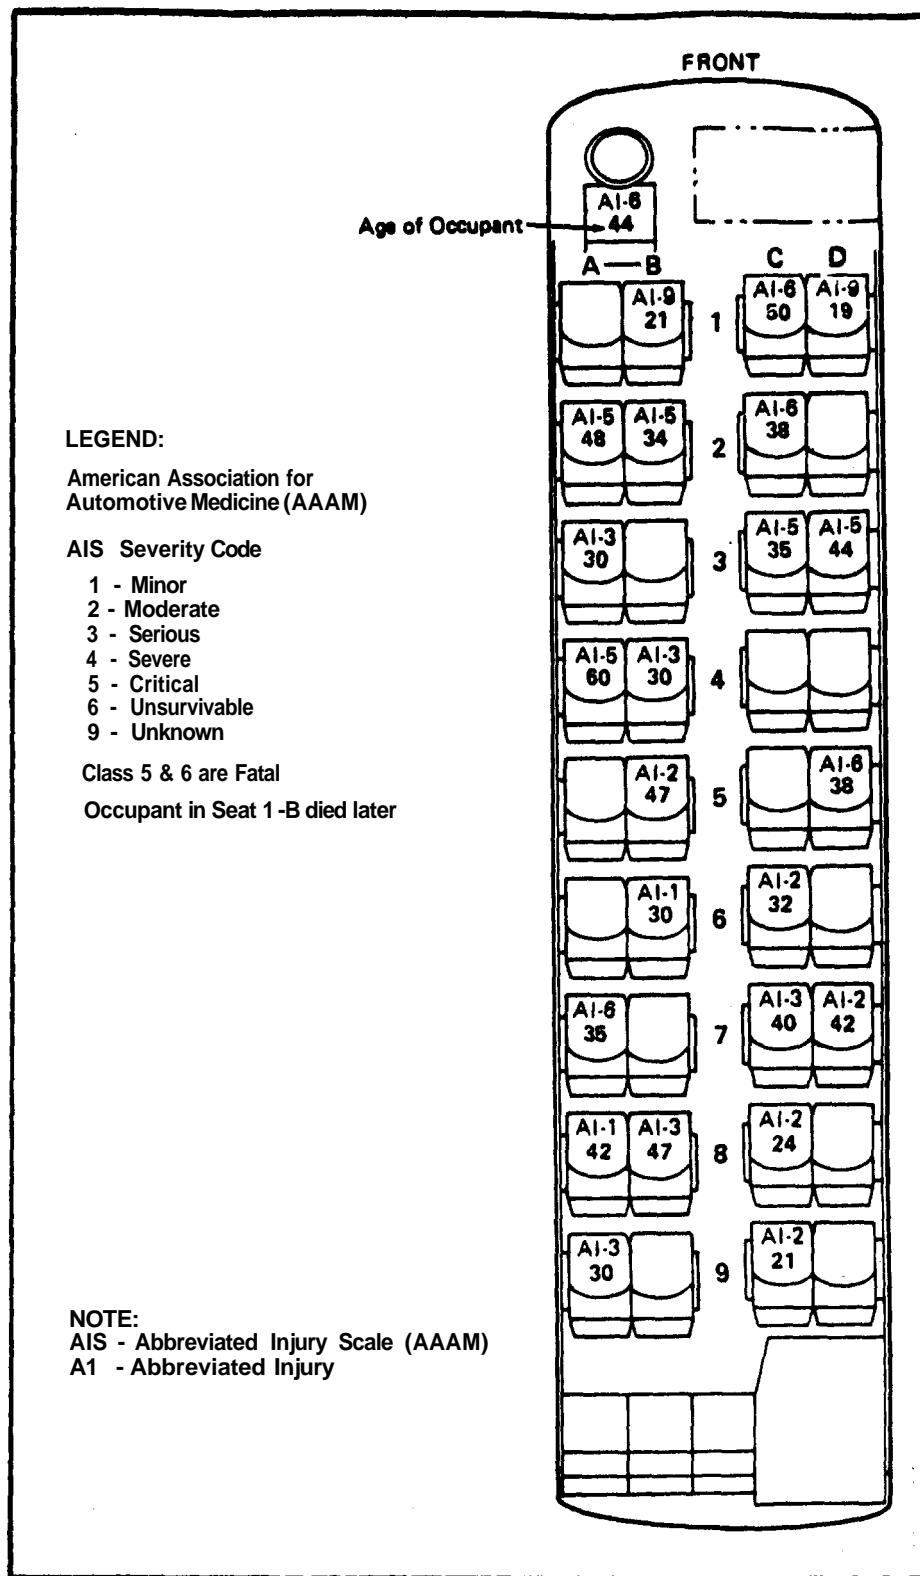 FRONT
AI-6
Age of Occupant 44
A — B C D
AI-9 1 AI-6 AI-9
21 50 19
LEGEND:
American Association for
Automotive Medicine (AAAM)
AIS Severity Code
1 - Minor
2 - Moderate
3 - Serious
4 - Severe
5 - Critical
6 - Unsurvivable
9 - Unknown
Class 5 & 6 are Fatal
Occupant in Seat 1 -B died later
AI-5 AI-5 2 AI-6
48 34 38
AI-3 3 AI-5 AI-5
30 35 44
AI-5 AI-3 4
60 30
AI-2 5 AI-6
47 38
AI-1 6 AI-2
30 32
AI-6 7 AI-3 AI-2
35 40 42
AI-1 AI-3 8 AI-2
42 47 24
AI-3 9 AI-2
30 21
NOTE:
AIS - Abbreviated Injury Scale (AAAM)
A1 - Abbreviated Injury